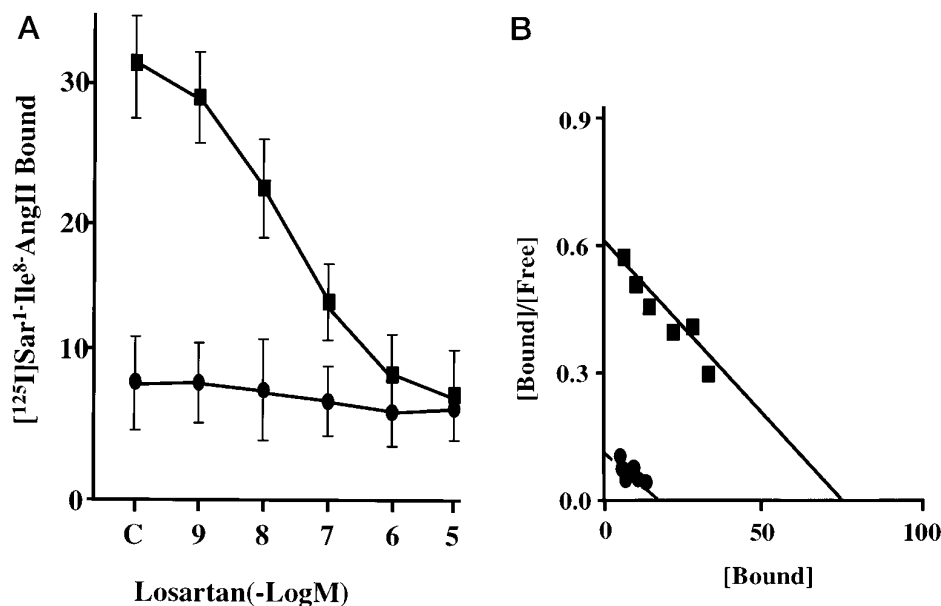 A
[¹²⁵I]Sar¹⁻Ile⁸⁻AngII Bound
30
20
10
0
C 9 8 7 6 5
Losartan(-LogM)
B
[Bound]/[Free]
0.9
0.6
0.3
0.0
0 50 100
[Bound]